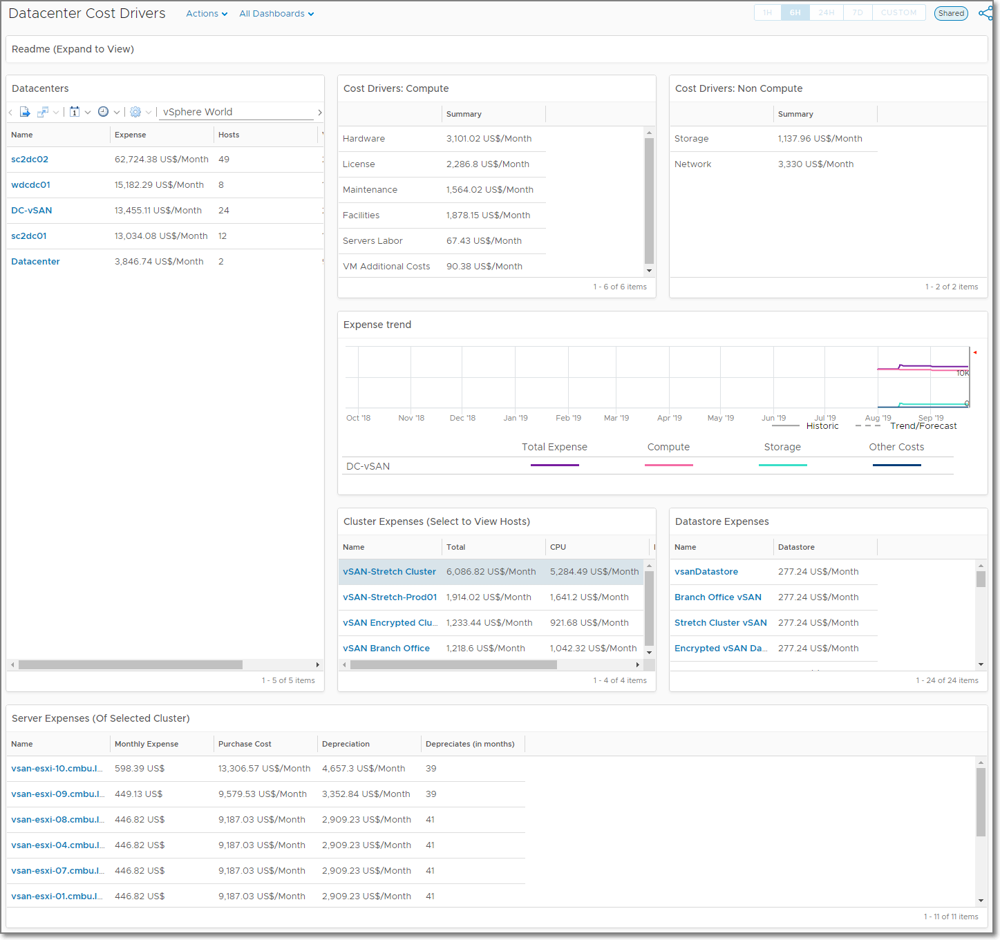 Datacenter Cost Drivers Actions All Dashboards 1H 6H 24H 7D CUSTOM Shared
Readme (Expand to View)
Datacenters
1 vSphere World
Name Expense Hosts
sc2dc02 62,724.38 US$/Month 49
wdcdc01 15,182.29 US$/Month 8
DC-vSAN 13,455.11 US$/Month 24
sc2dc01 13,034.08 US$/Month 12
Datacenter 3,846.74 US$/Month 2
1 - 5 of 5 items
Cost Drivers: Compute
Summary
Hardware 3,101.02 US$/Month
License 2,286.8 US$/Month
Maintenance 1,564.02 US$/Month
Facilities 1,878.15 US$/Month
Servers Labor 67.43 US$/Month
VM Additional Costs 90.38 US$/Month
1 - 6 of 6 items
Cost Drivers: Non Compute
Summary
Storage 1,137.96 US$/Month
Network 3,330 US$/Month
1 - 2 of 2 items
Expense trend
10K
0
Oct '18 Nov '18 Dec '18 Jan '19 Feb '19 Mar '19 Apr '19 May '19 Jun '19 Jul '19 Aug '19 Sep '19
Historic Trend/Forecast
Total Expense Compute Storage Other Costs
DC-vSAN
Cluster Expenses (Select to View Hosts)
Name Total CPU
vSAN-Stretch Cluster 6,086.82 US$/Month 5,284.49 US$/Month
vSAN-Stretch-Prod01 1,914.02 US$/Month 1,641.2 US$/Month
vSAN Encrypted Clu... 1,233.44 US$/Month 921.68 US$/Month
vSAN Branch Office 1,218.6 US$/Month 1,042.32 US$/Month
1 - 4 of 4 items
Datastore Expenses
Name Datastore
vsanDatastore 277.24 US$/Month
Branch Office vSAN 277.24 US$/Month
Stretch Cluster vSAN 277.24 US$/Month
Encrypted vSAN Da... 277.24 US$/Month
1 - 24 of 24 items
Server Expenses (Of Selected Cluster)
Name Monthly Expense Purchase Cost Depreciation Depreciates (in months)
vsan-esxi-10.cmbu.l... 598.39 US$ 13,306.57 US$/Month 4,657.3 US$/Month 39
vsan-esxi-09.cmbu.l... 449.13 US$ 9,579.53 US$/Month 3,352.84 US$/Month 39
vsan-esxi-08.cmbu.l... 446.82 US$ 9,187.03 US$/Month 2,909.23 US$/Month 41
vsan-esxi-04.cmbu.l... 446.82 US$ 9,187.03 US$/Month 2,909.23 US$/Month 41
vsan-esxi-07.cmbu.l... 446.82 US$ 9,187.03 US$/Month 2,909.23 US$/Month 41
vsan-esxi-01.cmbu.l... 446.82 US$ 9,187.03 US$/Month 2,909.23 US$/Month 41
1 - 11 of 11 items